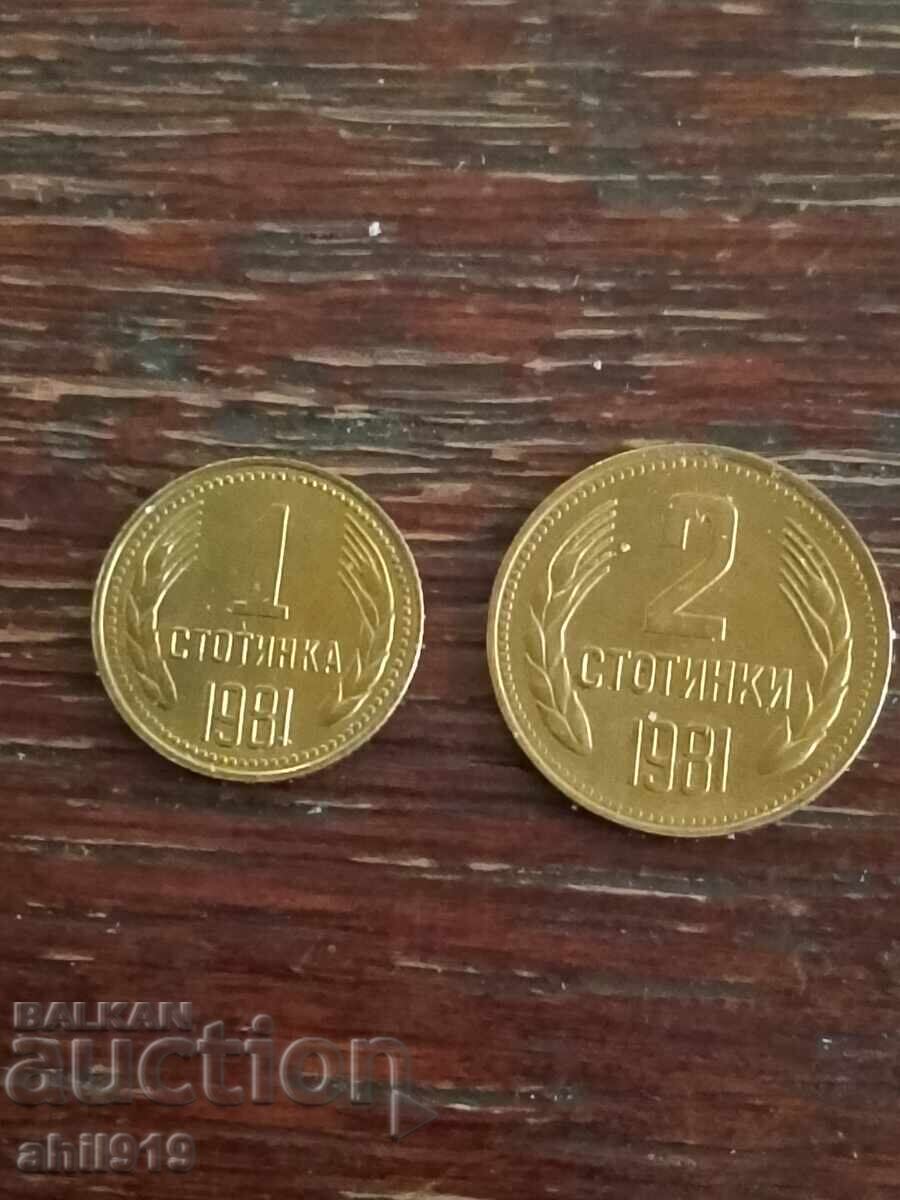 1
СТОТИНКА
1981
2
СТОТИНКИ
1981
BALKAN
auction
ahil919